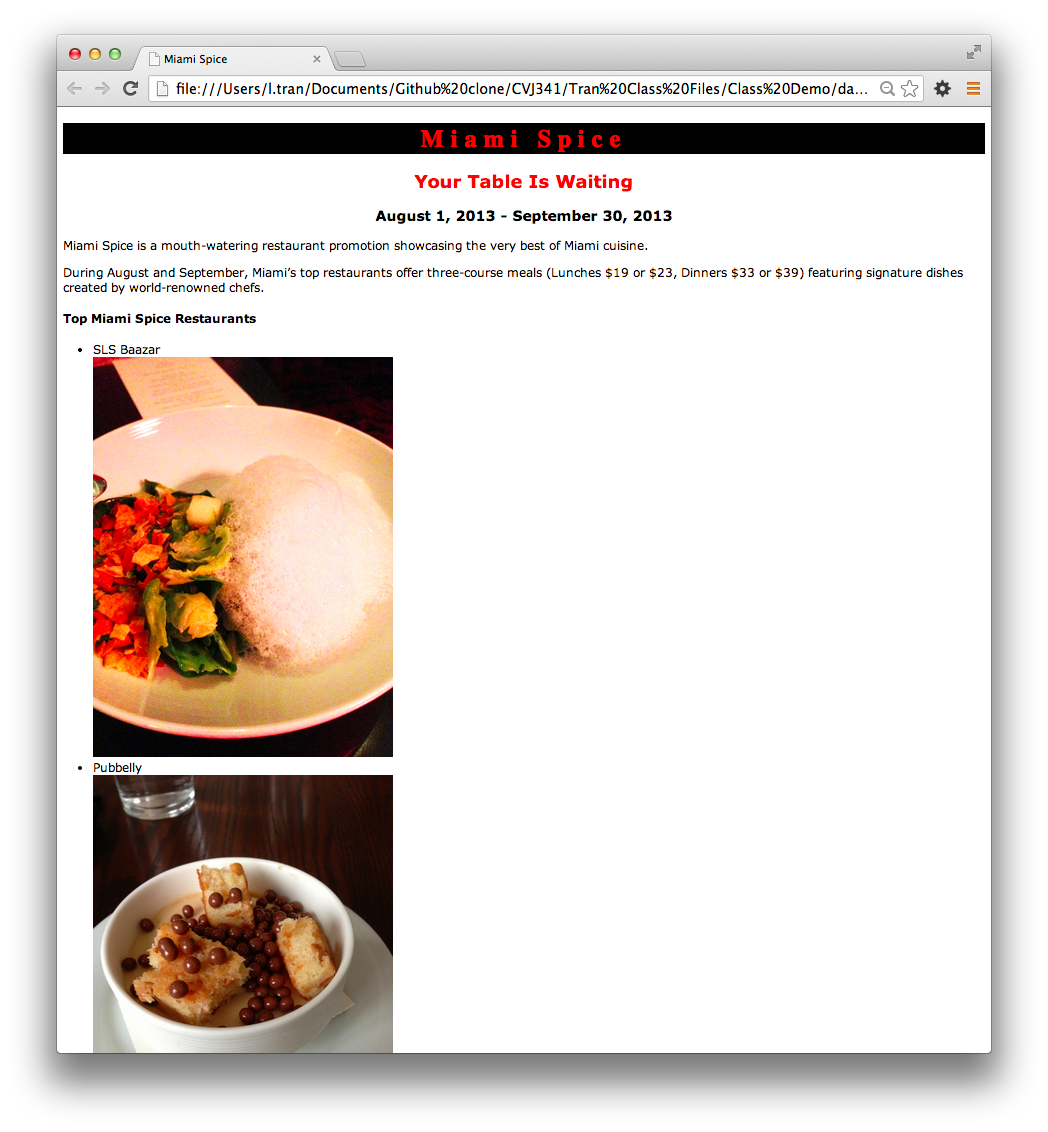 Miami Spice
file:///Users/l.tran/Documents/Github%20clone/CVJ341/Tran%20Class%20Files/Class%20Demo/da...
Miami Spice
Your Table Is Waiting
August 1, 2013 - September 30, 2013
Miami Spice is a mouth-watering restaurant promotion showcasing the very best of Miami cuisine.
During August and September, Miami’s top restaurants offer three-course meals (Lunches $19 or $23, Dinners $33 or $39) featuring signature dishes
created by world-renowned chefs.
Top Miami Spice Restaurants
• SLS Baazar
• Pubbelly